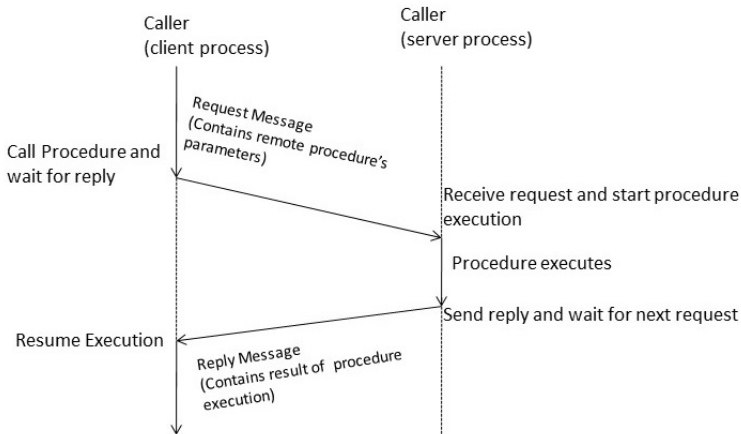 Caller
(client process)
Caller
(server process)
Request Message
(Contains remote procedure's
parameters)
Call Procedure and
wait for reply
Receive request and start procedure
execution
Procedure executes
Send reply and wait for next request
Resume Execution
Reply Message
(Contains result of procedure
execution)